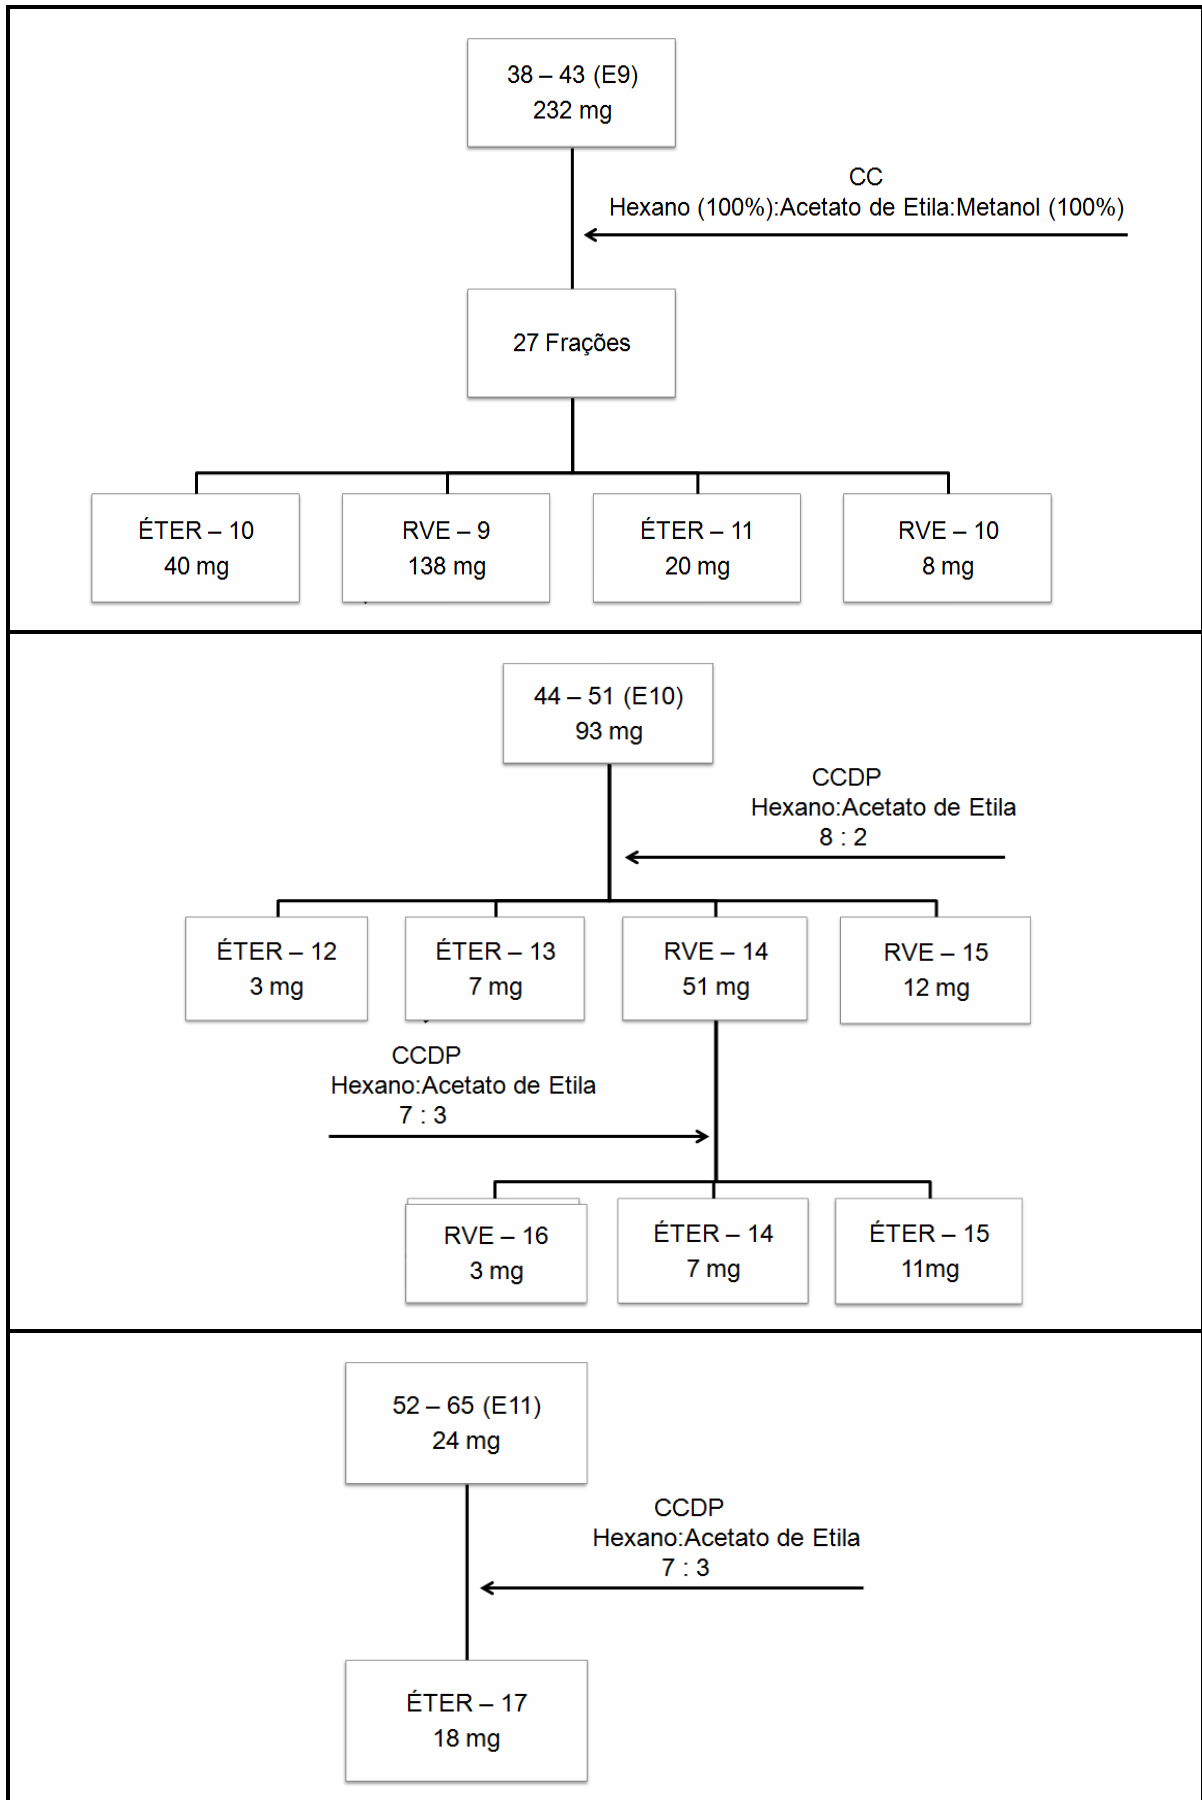 38 – 43 (E9)
232 mg
CC
Hexano (100%):Acetato de Etila:Metanol (100%)
27 Frações
ÉTER – 10
40 mg
RVE – 9
138 mg
ÉTER – 11
20 mg
RVE – 10
8 mg
44 – 51 (E10)
93 mg
CCDP
Hexano:Acetato de Etila
8 : 2
ÉTER – 12
3 mg
ÉTER – 13
7 mg
RVE – 14
51 mg
RVE – 15
12 mg
CCDP
Hexano:Acetato de Etila
7 : 3
RVE – 16
3 mg
ÉTER – 14
7 mg
ÉTER – 15
11mg
52 – 65 (E11)
24 mg
CCDP
Hexano:Acetato de Etila
7 : 3
ÉTER – 17
18 mg